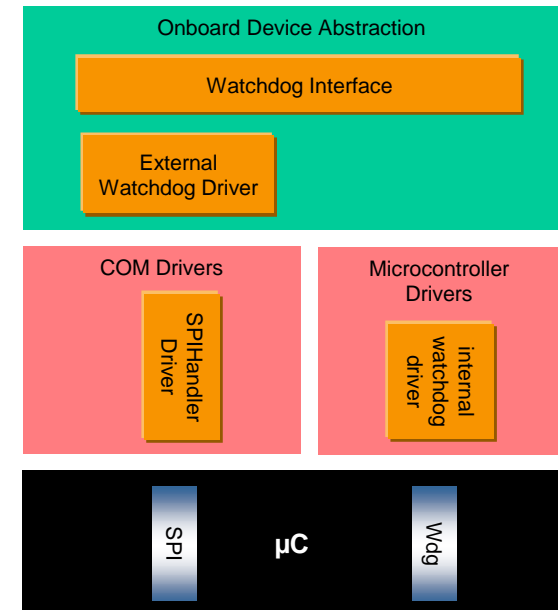 Onboard Device Abstraction
Watchdog Interface
External
Watchdog Driver
COM Drivers
SPIHandler
Driver
Microcontroller
Drivers
internal
watchdog
driver
SPI
µC
Wdg